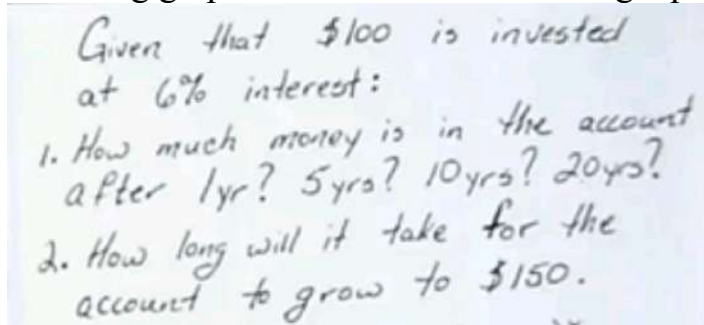 Given that $100 is invested
at 6% interest:
1. How much money is in the account
after 1yr? 5yrs? 10yrs? 20yrs?
2. How long will it take for the
account to grow to $150.